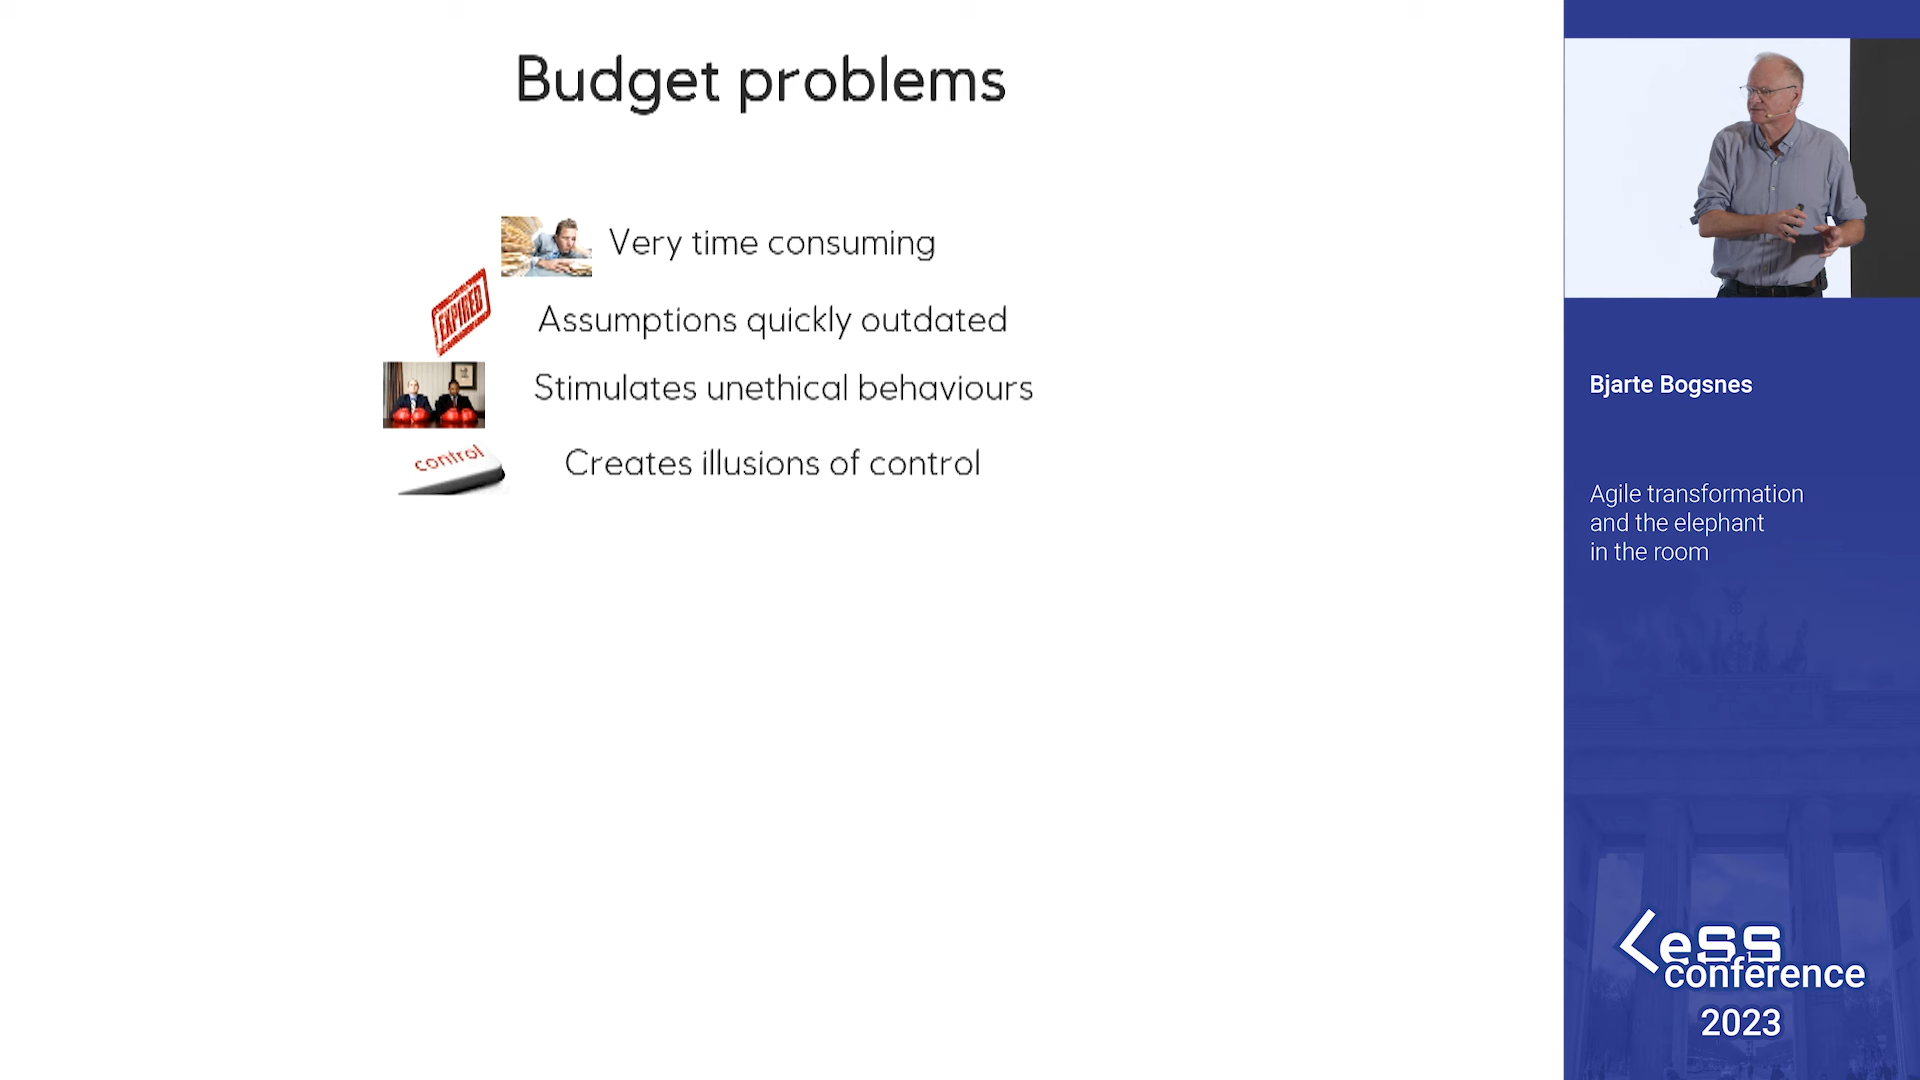 Budget problems
Very time consuming
EXPIRED
Assumptions quickly outdated
Stimulates unethical behaviours
control
Creates illusions of control
Bjarte Bogsnes
Agile transformation
and the elephant
in the room
LeSS
conference
2023